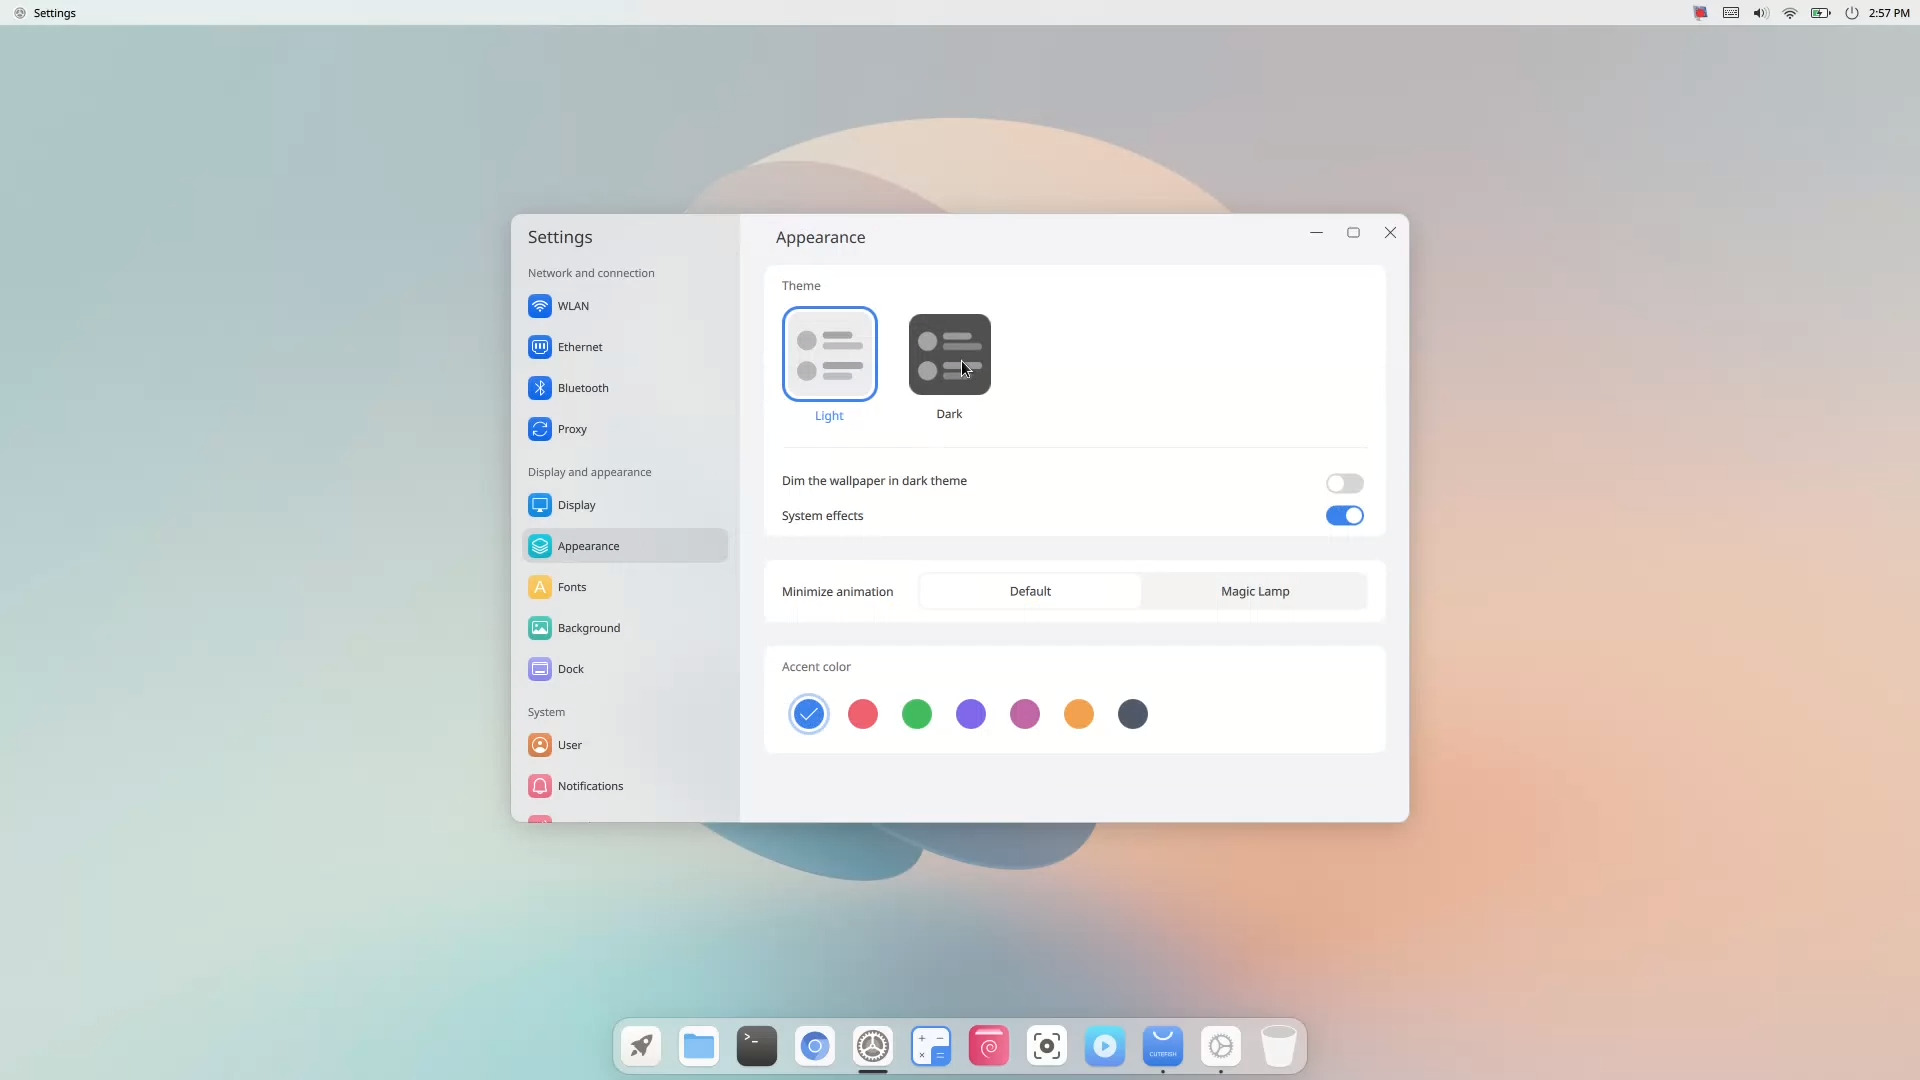 Settings
2:57 PM
Settings
Appearance
Network and connection
WLAN
Ethernet
Bluetooth
Proxy
Display and appearance
Display
Appearance
Fonts
Background
Dock
System
User
Notifications
Theme
Light
Dark
Dim the wallpaper in dark theme
System effects
Minimize animation
Default
Magic Lamp
Accent color
CUTEFISH